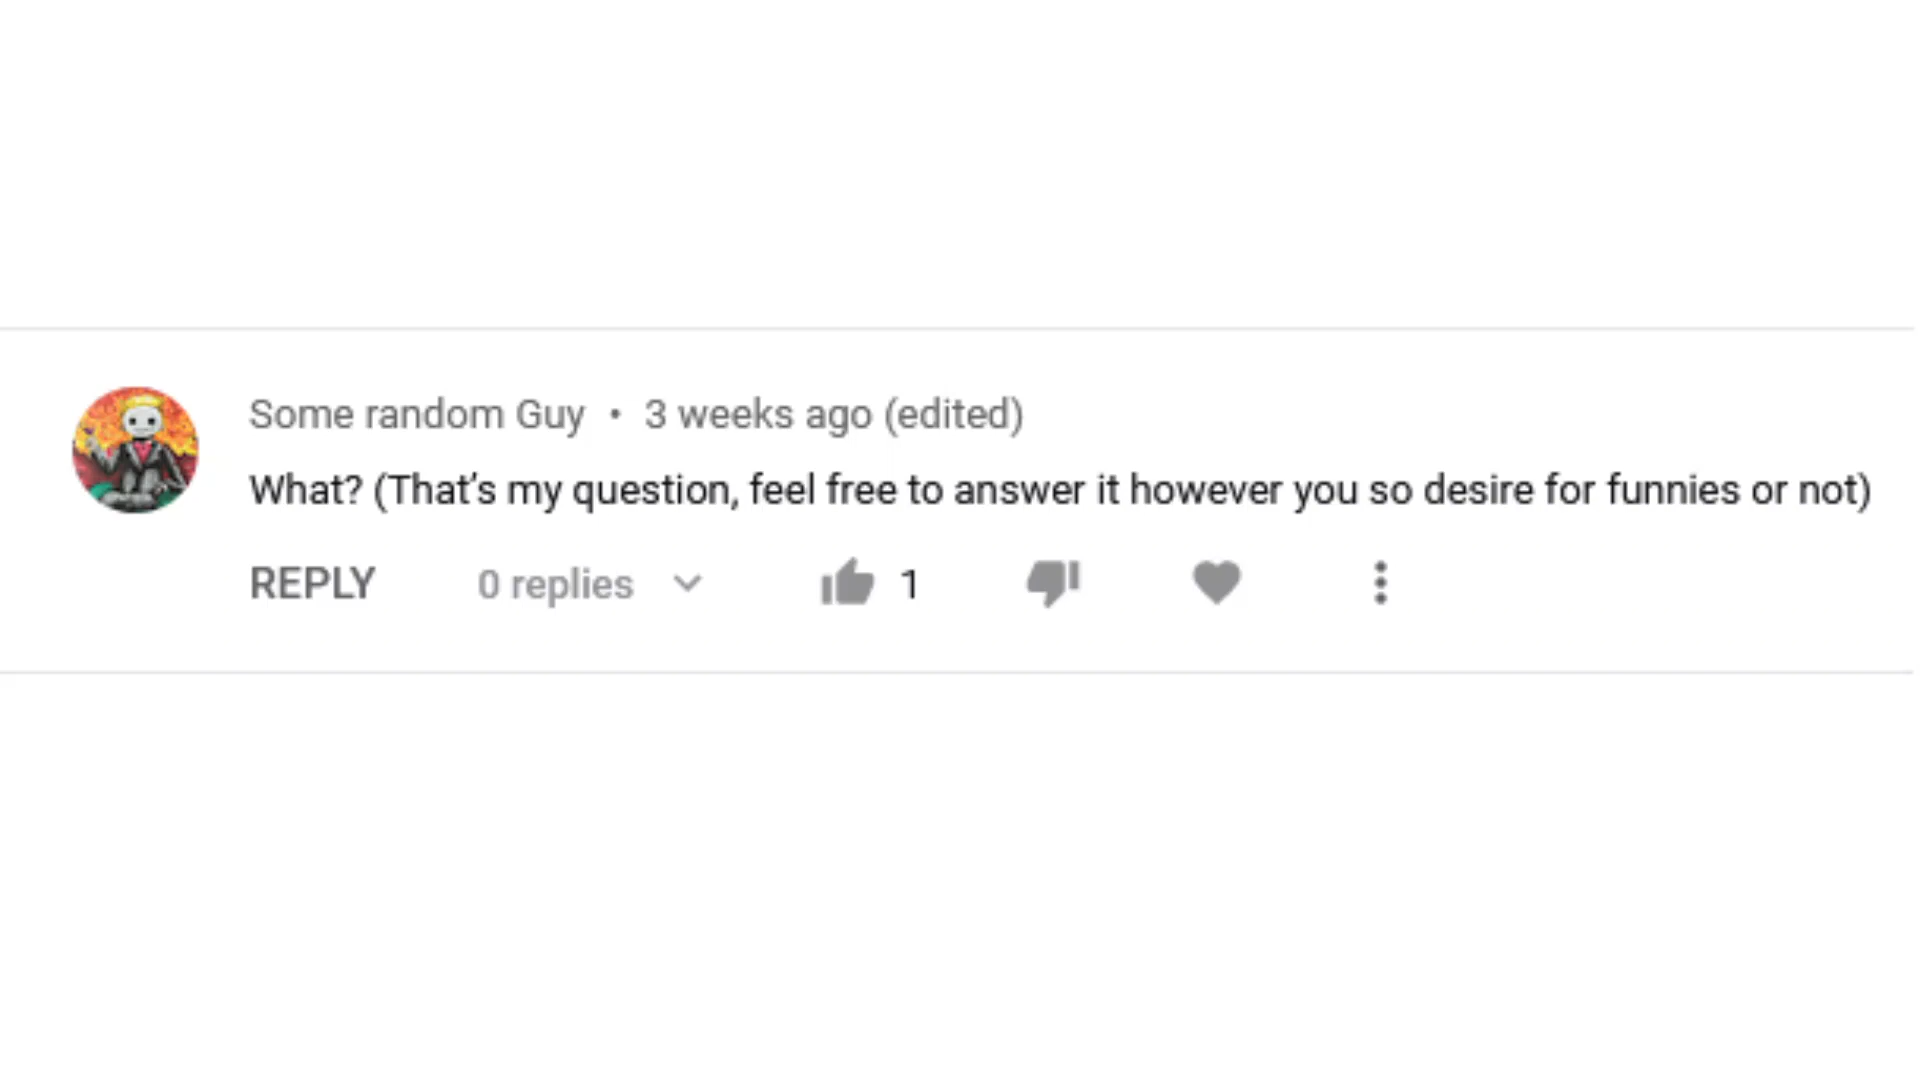 Some random Guy • 3 weeks ago (edited)
What? (That's my question, feel free to answer it however you so desire for funnies or not)
REPLY 0 replies 1